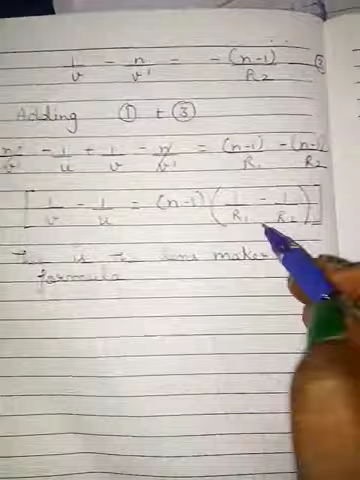 1/v - n/v' = - (n-1)/R2 ③
Adding ① + ③
n/v' - 1/u + 1/v - n/v' = (n-1)/R1 - (n-1)/R2
[1/v - 1/u = (n-1)(1/R1 - 1/R2)]
This is the lens maker
formula